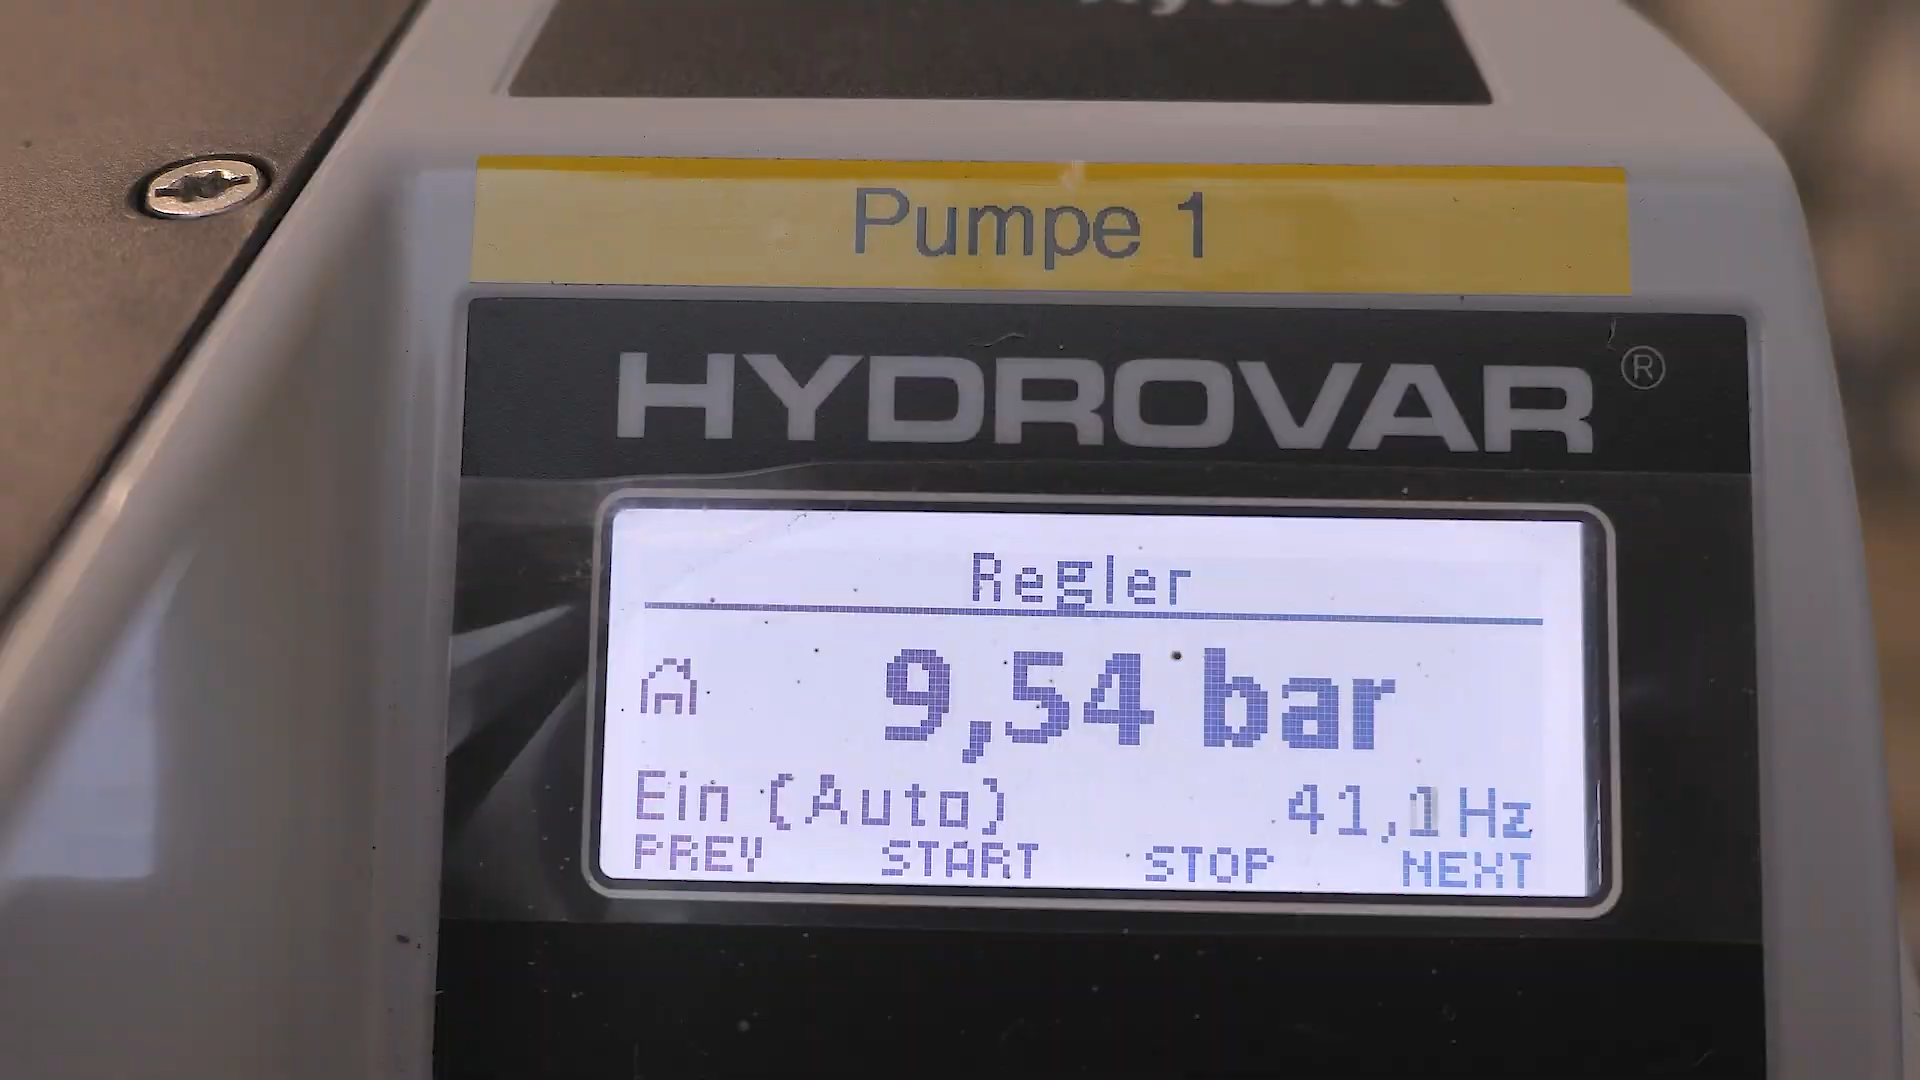 Pumpe 1
HYDROVAR ®
Regler
9,54 bar
Ein (Auto) 41,1 Hz
PREV START STOP NEXT